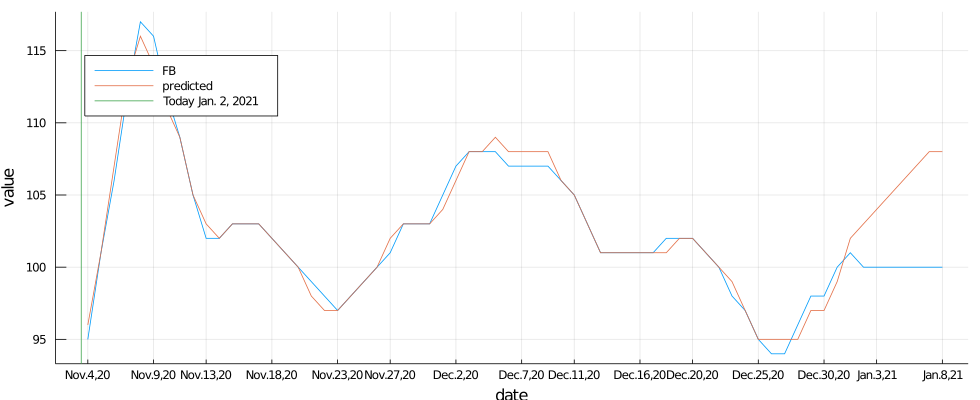 115
110
105
100
95
value
FB
predicted
Today Jan. 2, 2021
Nov.4,20 Nov.9,20 Nov.13,20 Nov.18,20 Nov.23,20 Nov.27,20 Dec.2,20 Dec.7,20 Dec.11,20 Dec.16,20 Dec.20,20 Dec.25,20 Dec.30,20 Jan.3,21 Jan.8,21
date